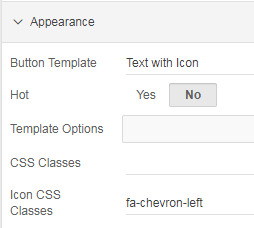 Appearance
Button Template Text with Icon
Hot Yes No
Template Options
CSS Classes
Icon CSS
Classes fa-chevron-left